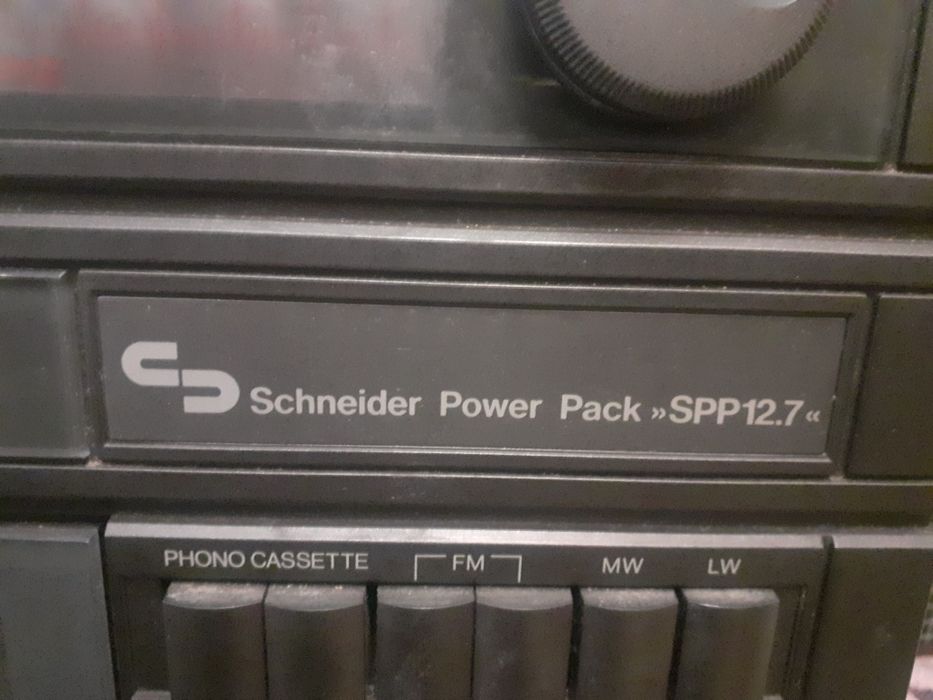 Schneider Power Pack »SPP12.7«
PHONO CASSETTE FM MW LW